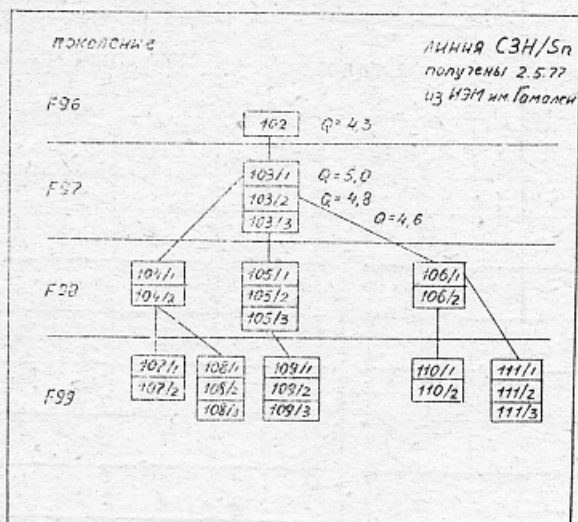 поколение
линия СЗН/Sn
получены 2.5.77
из ИЭМ им. Гамалеи
F96
102 Q=4,3
F97
103/1 Q=5,0
103/2 Q=4,8
103/3 Q=4,6
F98
104/1 105/1 106/1
104/2 105/2 106/2
105/3
F99
107/1 108/1 109/1 110/1 111/1
107/2 108/2 109/2 110/2 111/2
108/3 109/3 111/3